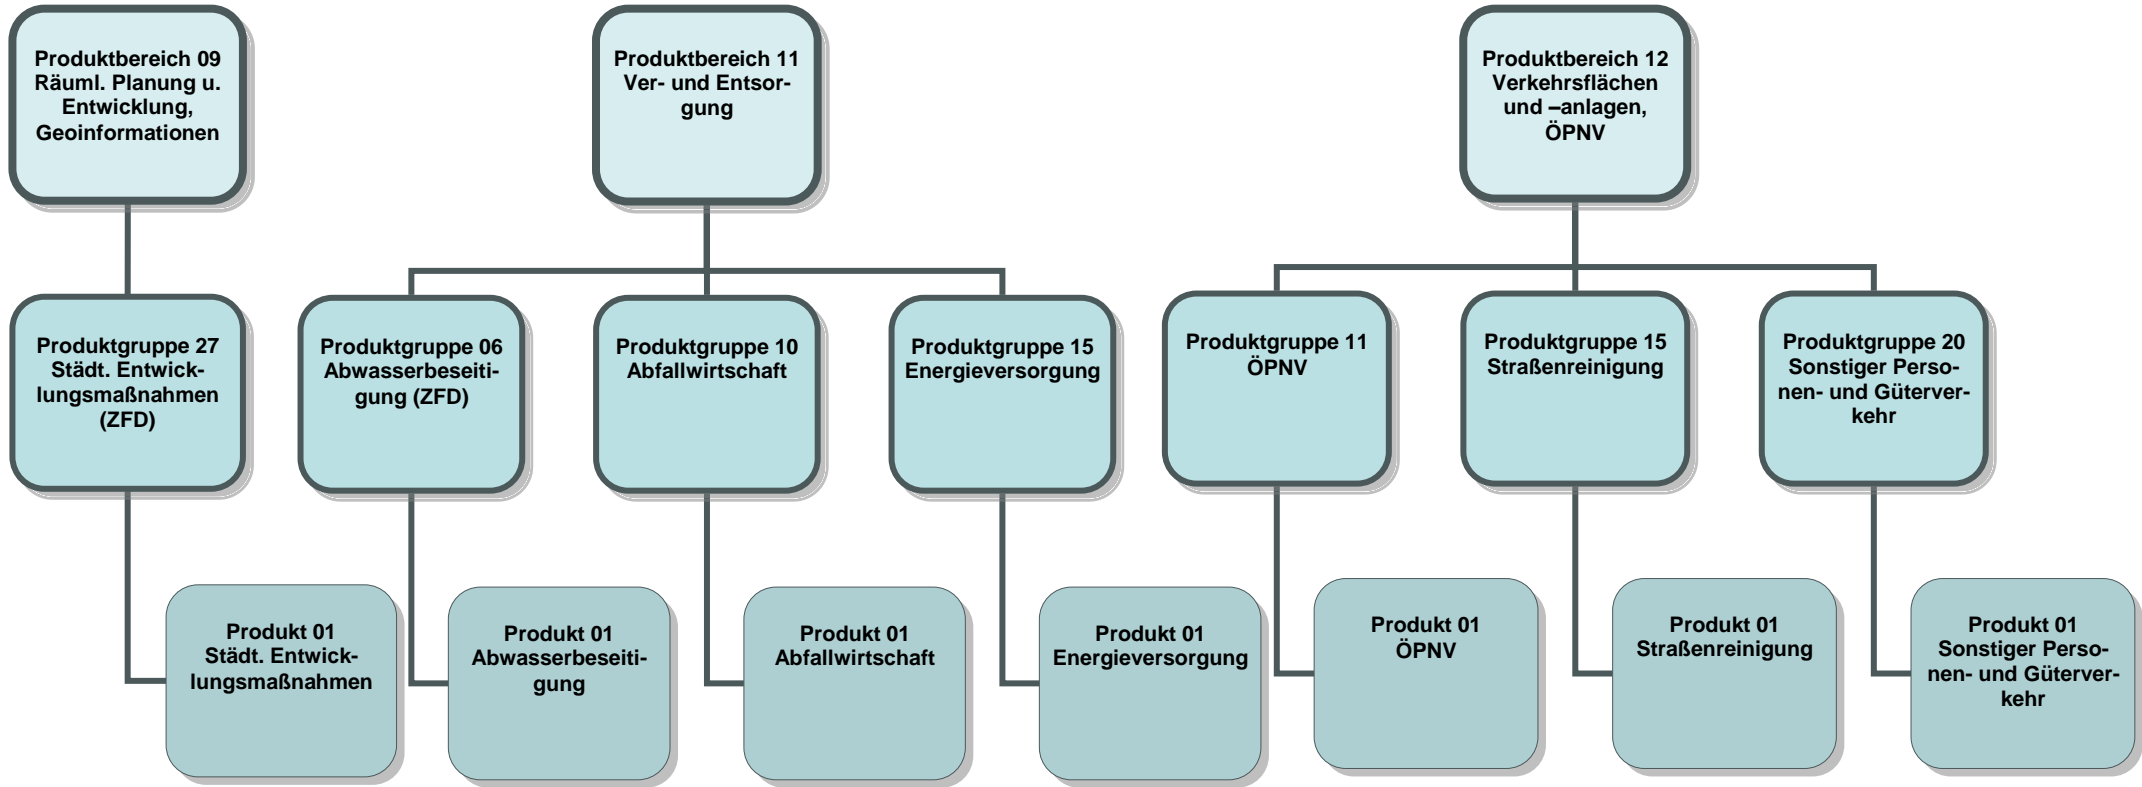 Produktbereich 09
Räuml. Planung u.
Entwicklung,
Geoinformationen
Produktbereich 11
Ver- und Entsor-
gung
Produktbereich 12
Verkehrsflächen
und –anlagen,
ÖPNV
Produktgruppe 27
Städt. Entwick-
lungsmaßnahmen
(ZFD)
Produktgruppe 06
Abwasserbeseiti-
gung (ZFD)
Produktgruppe 10
Abfallwirtschaft
Produktgruppe 15
Energieversorgung
Produktgruppe 11
ÖPNV
Produktgruppe 15
Straßenreinigung
Produktgruppe 20
Sonstiger Perso-
nen- und Güterver-
kehr
Produkt 01
Städt. Entwick-
lungsmaßnahmen
Produkt 01
Abwasserbeseiti-
gung
Produkt 01
Abfallwirtschaft
Produkt 01
Energieversorgung
Produkt 01
ÖPNV
Produkt 01
Straßenreinigung
Produkt 01
Sonstiger Perso-
nen- und Güterver-
kehr